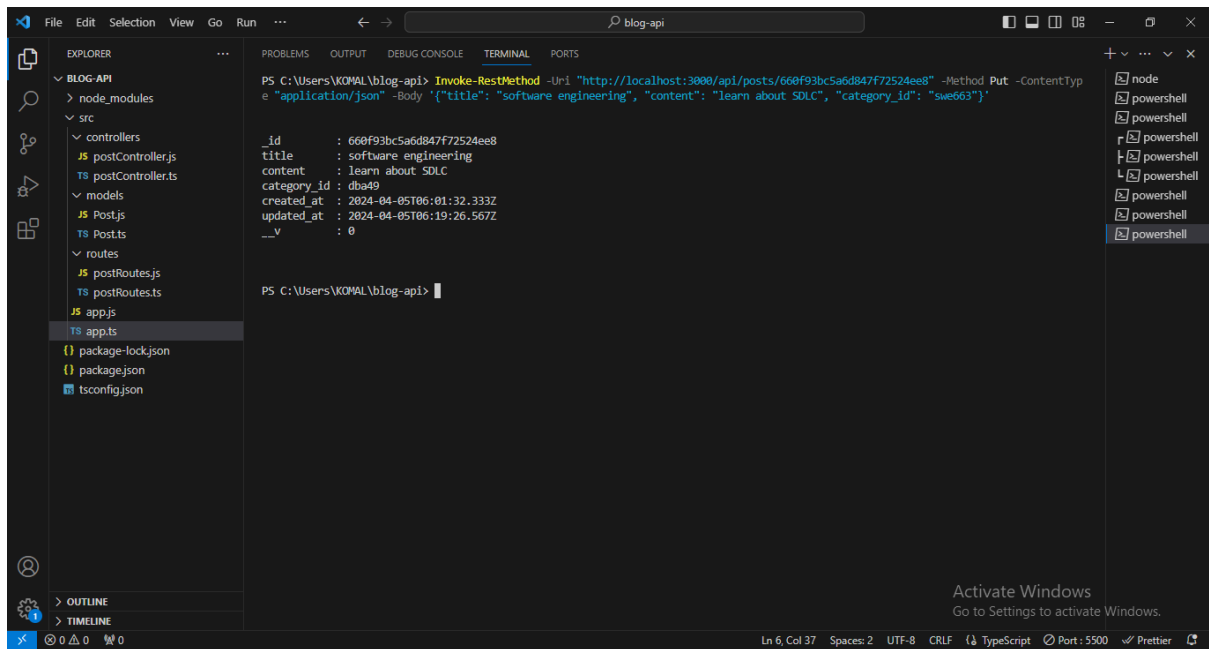 File Edit Selection View Go Run ··· ← → blog-api
EXPLORER ···
BLOG-API
node_modules
src
controllers
JS postController.js
TS postController.ts
models
JS Post.js
TS Post.ts
routes
JS postRoutes.js
TS postRoutes.ts
JS app.js
TS app.ts
{} package-lock.json
{} package.json
TS tsconfig.json
OUTLINE
TIMELINE
PROBLEMS OUTPUT DEBUG CONSOLE TERMINAL PORTS
PS C:\Users\KOMAL\blog-api> Invoke-RestMethod -Uri "http://localhost:3000/api/posts/660f93bc5a6d847f72524ee8" -Method Put -ContentTyp
e "application/json" -Body '{"title": "software engineering", "content": "learn about SDLC", "category_id": "swe663"}'
_id : 660f93bc5a6d847f72524ee8
title : software engineering
content : learn about SDLC
category_id : dba49
created_at : 2024-04-05T06:01:32.333Z
updated_at : 2024-04-05T06:19:26.567Z
__v : 0
PS C:\Users\KOMAL\blog-api>
node
powershell
powershell
powershell
powershell
powershell
powershell
powershell
powershell
Activate Windows
Go to Settings to activate Windows.
1
0 0 0 Ln 6, Col 37 Spaces: 2 UTF-8 CRLF {} TypeScript Port : 5500 Prettier